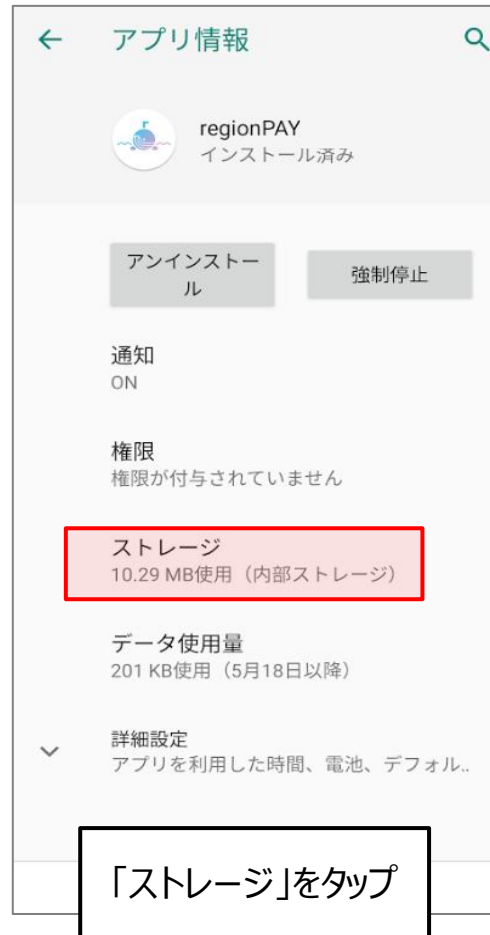 アプリ情報
regionPAY
インストール済み
アンインストー
ル
強制停止
通知
ON
権限
権限が付与されていません
ストレージ
10.29 MB使用（内部ストレージ）
データ使用量
201 KB使用（5月18日以降）
詳細設定
アプリを利用した時間、電池、デフォル..
「ストレージ」をタップ